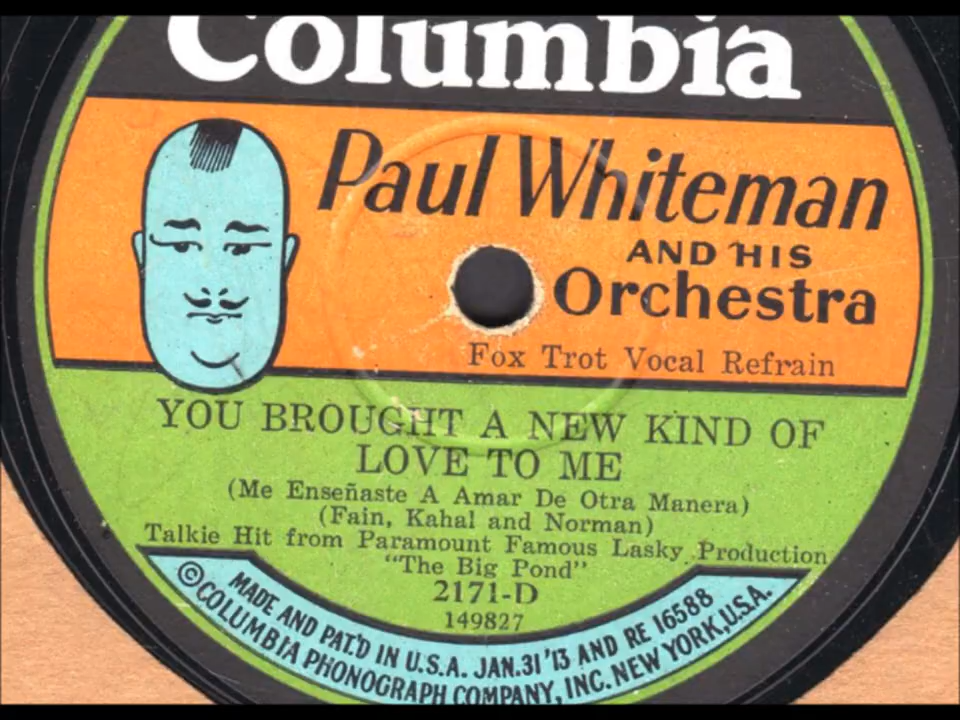 Columbia
Paul Whiteman
AND HIS
Orchestra
Fox Trot Vocal Refrain
YOU BROUGHT A NEW KIND OF
LOVE TO ME
(Me Enseñaste A Amar De Otra Manera)
(Fain, Kahal and Norman)
Talkie Hit from Paramount Famous Lasky Production
"The Big Pond"
2171-D
149827
MADE AND PAT'D IN U.S.A. JAN.31 '13 AND RE 16588
©COLUMBIA PHONOGRAPH COMPANY, INC. NEW YORK, U.S.A.